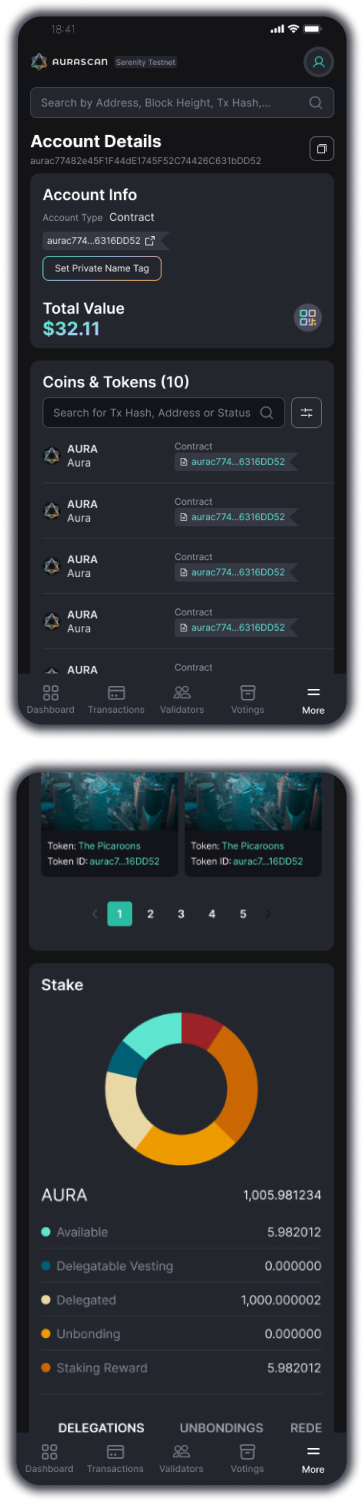 18:41
AURASCAN Serenity Testnet
Search by Address, Block Height, Tx Hash,...
Account Details
aurac77482e45F1F44dE1745F52C74426C631bDD52
Account Info
Account Type Contract
aurac774...6316DD52
Set Private Name Tag
Total Value
$32.11
Coins & Tokens (10)
Search for Tx Hash, Address or Status
AURA Contract
Aura aurac774...6316DD52
AURA Contract
Aura aurac774...6316DD52
AURA Contract
Aura aurac774...6316DD52
AURA Contract
Aura aurac774...6316DD52
AURA Contract
Dashboard Transactions Validators Votings More
Token: The Picaroons Token: The Picaroons
Token ID: aurac7...16DD52 Token ID: aurac7...16DD52
< 1 2 3 4 5 >
Stake
AURA 1,005.981234
Available 5.982012
Delegatable Vesting 0.000000
Delegated 1,000.000002
Unbonding 0.000000
Staking Reward 5.982012
DELEGATIONS UNBONDINGS REDE
Dashboard Transactions Validators Votings More